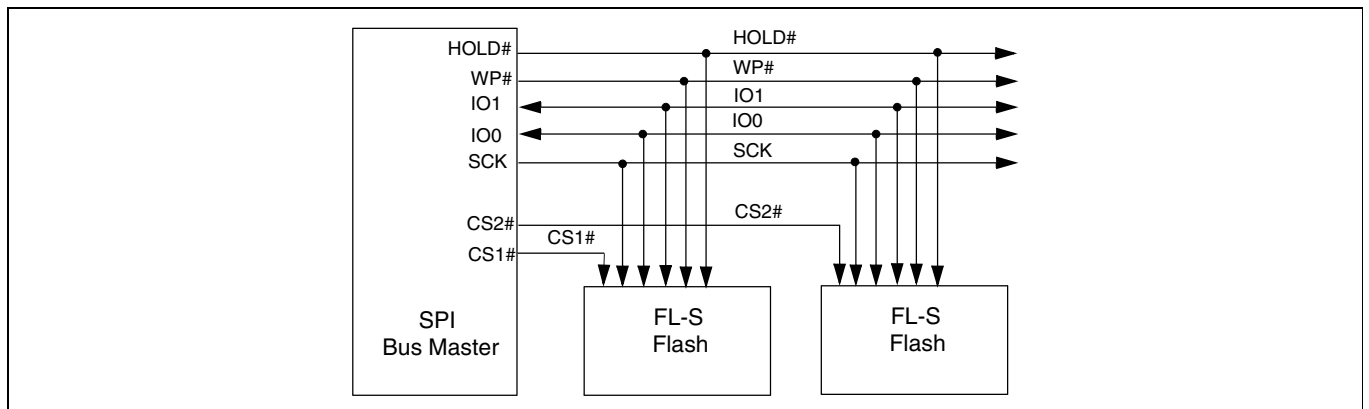 HOLD#
HOLD#
WP#
WP#
IO1
IO1
IO0
IO0
SCK
SCK
CS2#
CS2#
CS1#
CS1#
SPI
Bus Master
FL-S
Flash
FL-S
Flash